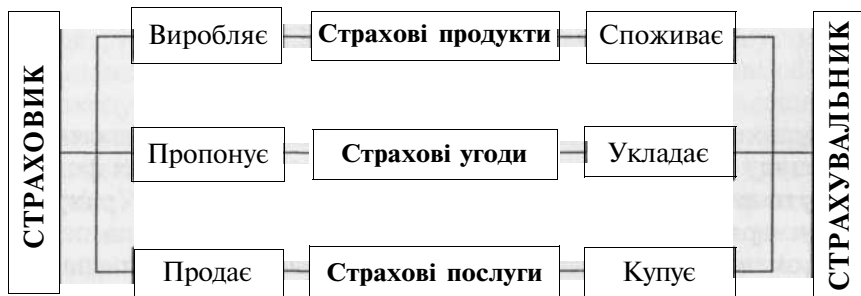 СТРАХОВИК
Виробляє Страхові продукти Споживає
Пропонує Страхові угоди Укладає
Продає Страхові послуги Купує
СТРАХУВАЛЬНИК